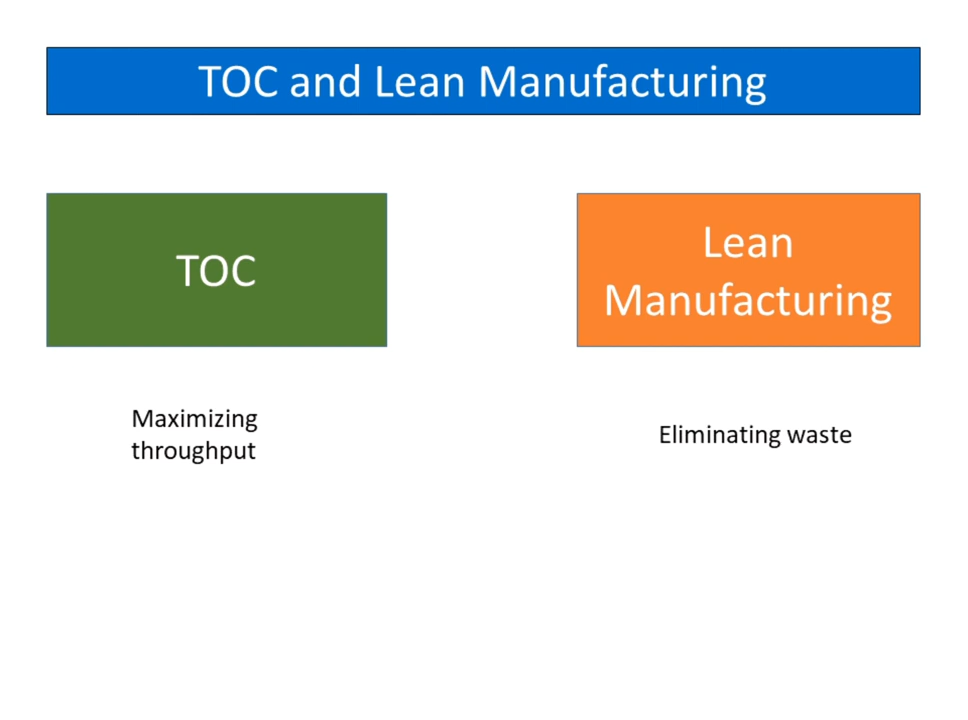 TOC and Lean Manufacturing
TOC
Lean
Manufacturing
Maximizing
throughput
Eliminating waste